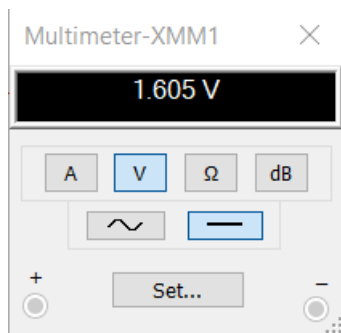 Multimeter-XMM1
1.605 V
A V Ω dB
+ Set... −